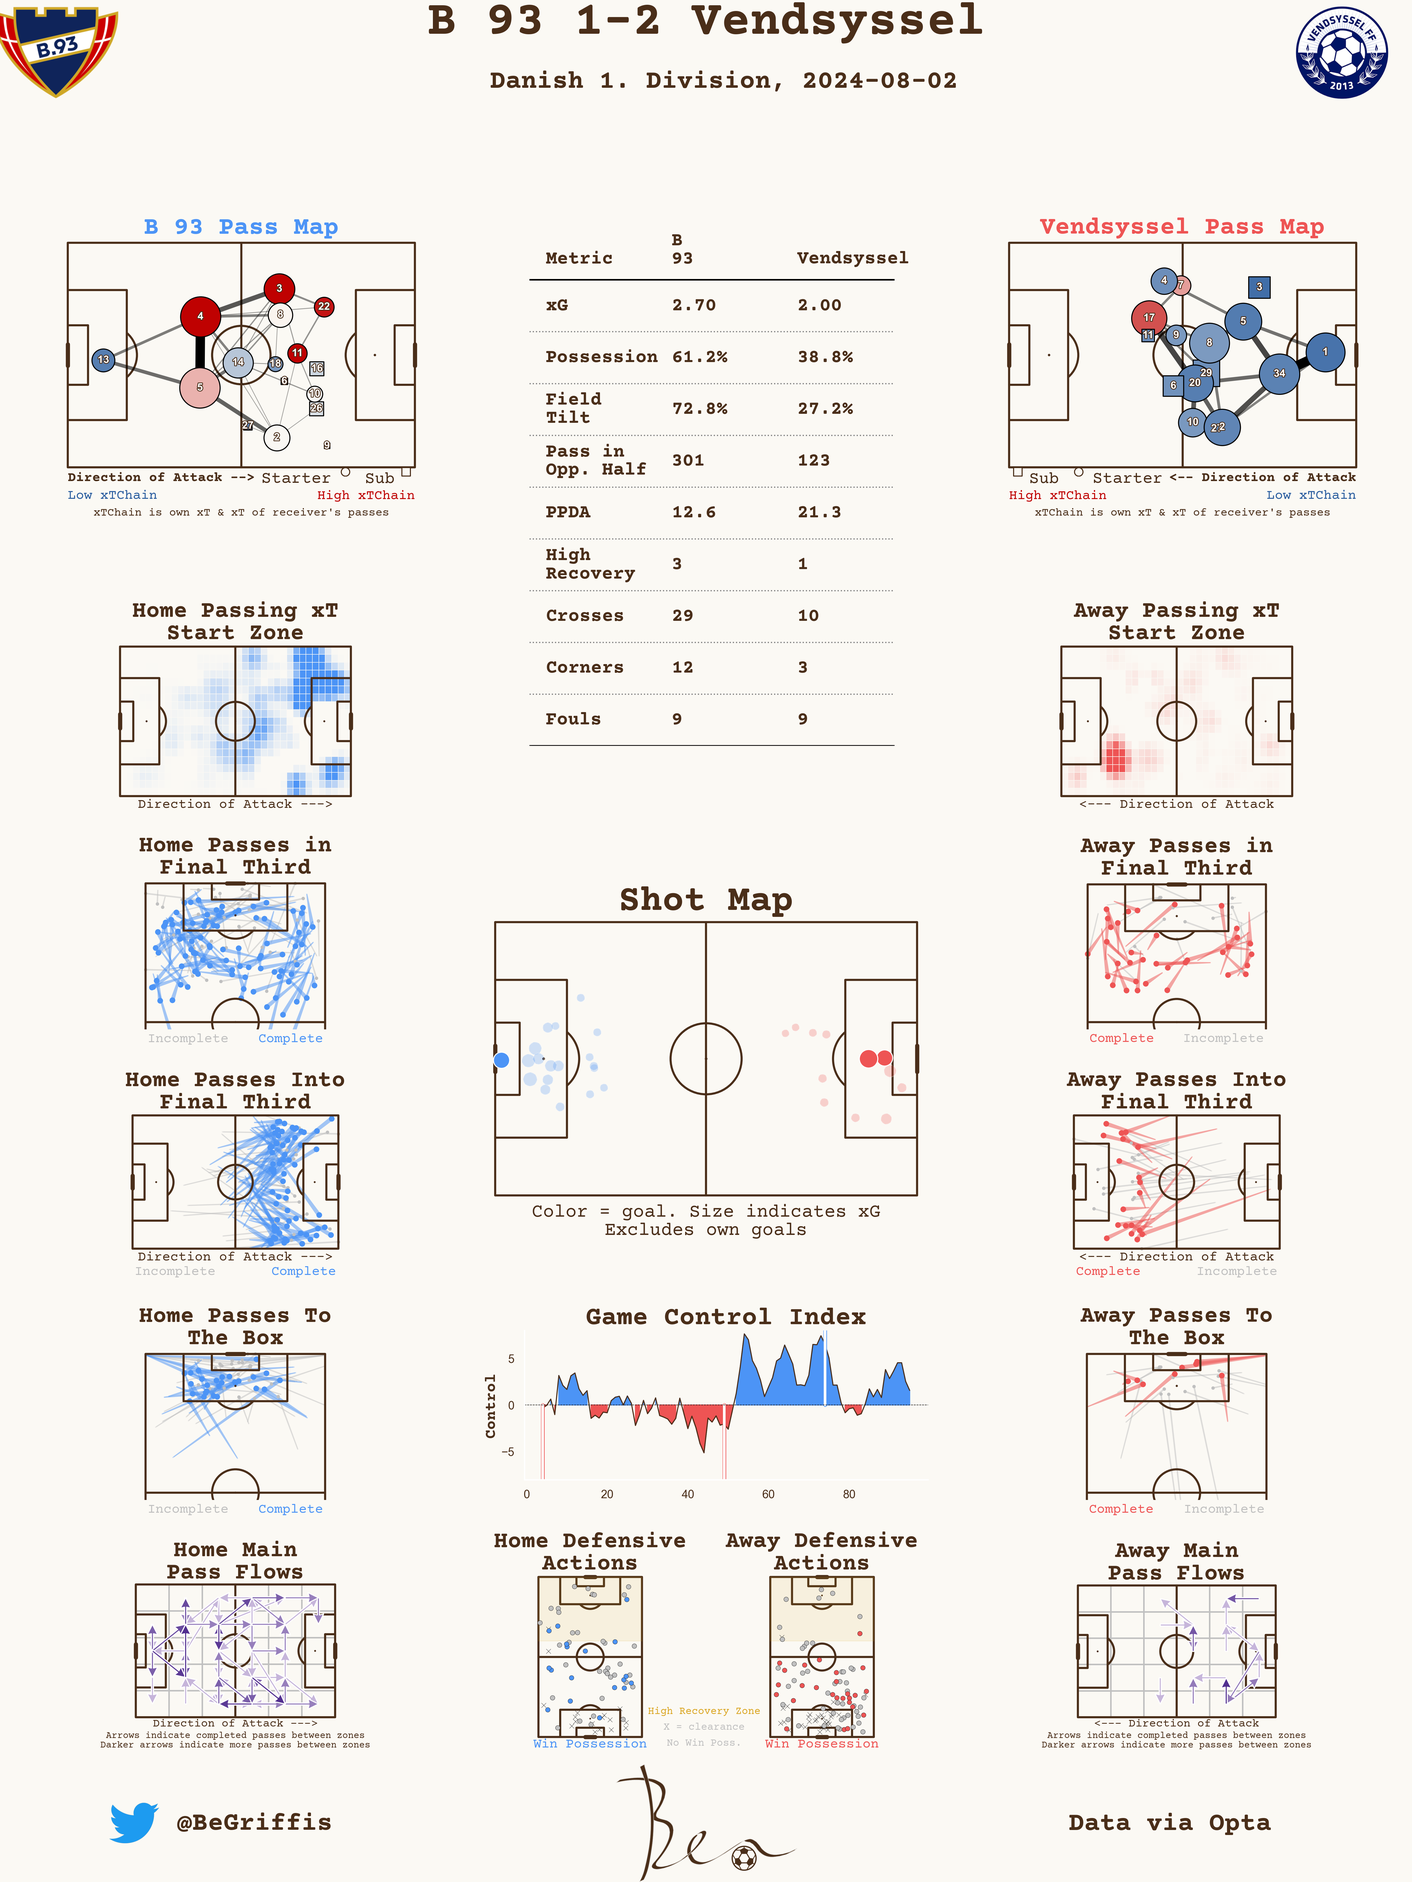 B 93 1-2 Vendsyssel
Danish 1. Division, 2024-08-02
B.93
VENDSYSSEL FF
2013
B 93 Pass Map
13
4
5
3
8
22
14
18
11
16
6
10
26
27
2
9
Direction of Attack --> Starter Sub
Low xTChain High xTChain
xTChain is own xT & xT of receiver's passes
Metric B 93 Vendsyssel
xG 2.70 2.00
Possession 61.2% 38.8%
Field Tilt 72.8% 27.2%
Pass in Opp. Half 301 123
PPDA 12.6 21.3
High Recovery 3 1
Crosses 29 10
Corners 12 3
Fouls 9 9
Vendsyssel Pass Map
4
7
3
17
11
9
8
5
1
29
20
6
34
10
2
Sub Starter <-- Direction of Attack
High xTChain Low xTChain
xTChain is own xT & xT of receiver's passes
Home Passing xT
Start Zone
Direction of Attack --->
Away Passing xT
Start Zone
<--- Direction of Attack
Home Passes in
Final Third
Incomplete Complete
Away Passes in
Final Third
Complete Incomplete
Shot Map
Color = goal. Size indicates xG
Excludes own goals
Home Passes Into
Final Third
Direction of Attack --->
Incomplete Complete
Away Passes Into
Final Third
<--- Direction of Attack
Complete Incomplete
Home Passes To
The Box
Incomplete Complete
Game Control Index
Control
5
0
−5
0 20 40 60 80
Away Passes To
The Box
Complete Incomplete
Home Main
Pass Flows
Direction of Attack --->
Arrows indicate completed passes between zones
Darker arrows indicate more passes between zones
Home Defensive
Actions
Win Possession
High Recovery Zone
X = clearance
No Win Poss.
Away Defensive
Actions
Win Possession
Away Main
Pass Flows
<--- Direction of Attack
Arrows indicate completed passes between zones
Darker arrows indicate more passes between zones
@BeGriffis
Ben
Data via Opta